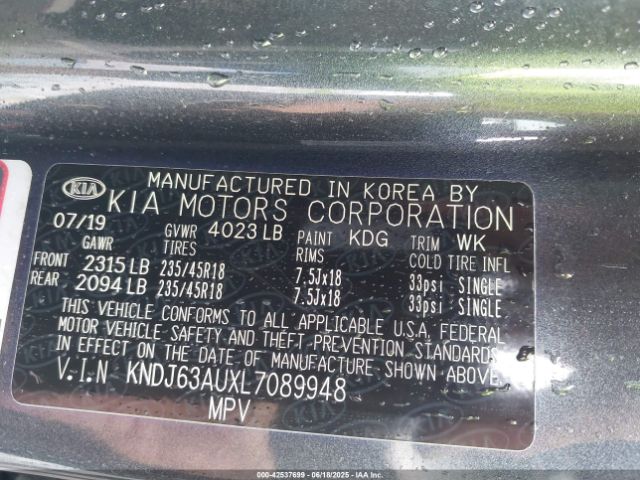 KIA MANUFACTURED IN KOREA BY
KIA MOTORS CORPORATION
07/19 GVWR 4023 LB PAINT KDG TRIM WK
GAWR TIRES RIMS COLD TIRE INFL
FRONT 2315 LB 235/45R18 7.5Jx18 33psi SINGLE
REAR 2094 LB 235/45R18 7.5Jx18 33psi SINGLE
THIS VEHICLE CONFORMS TO ALL APPLICABLE U.S.A. FEDERAL
MOTOR VEHICLE SAFETY AND THEFT PREVENTION STANDARDS
IN EFFECT ON THE DATE OF MANUFACTURE SHOWN ABOVE.
V.I.N KNDJ63AUXL7089948
MPV
000-42537699 - 06/18/2025 - IAAI.COM